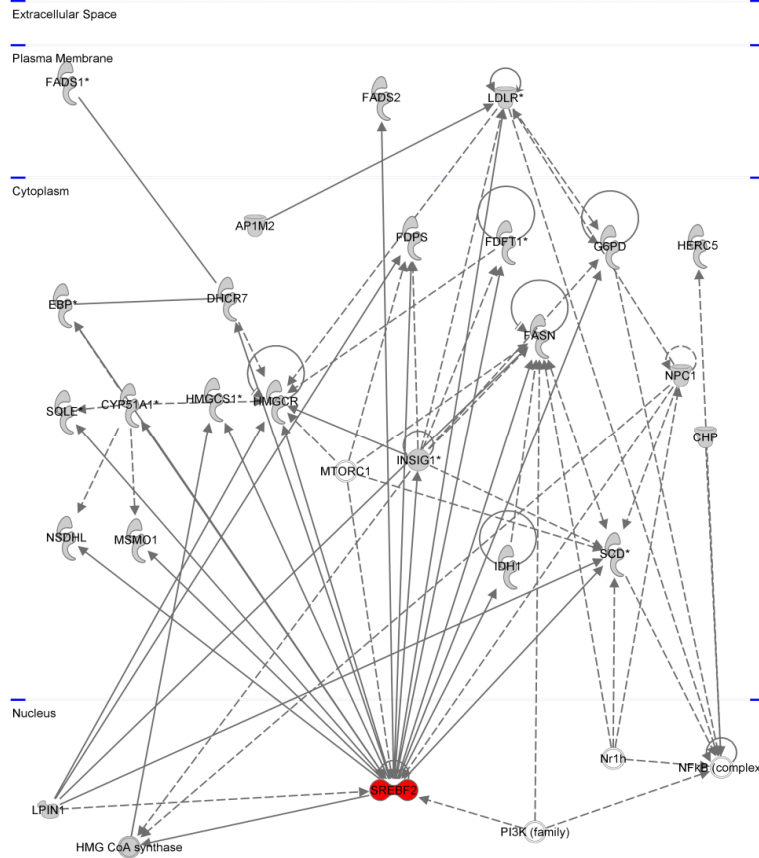 Extracellular Space
Plasma Membrane
FADS1*
FADS2
LDLR*
Cytoplasm
AP1M2
FDPS
FDFT1*
G6PD
HERC5
EBP*
DHCR7
FASN
NPC1
SQLE*
CYP51A1*
HMGCS1*
HMGCR
MTORC1
INSIG1*
CHP
NSDHL
MSMO1
IDH1
SCD*
Nucleus
Nr1h
NFkB (complex
LPIN1
SREBF2
PI3K (family)
HMG CoA synthase